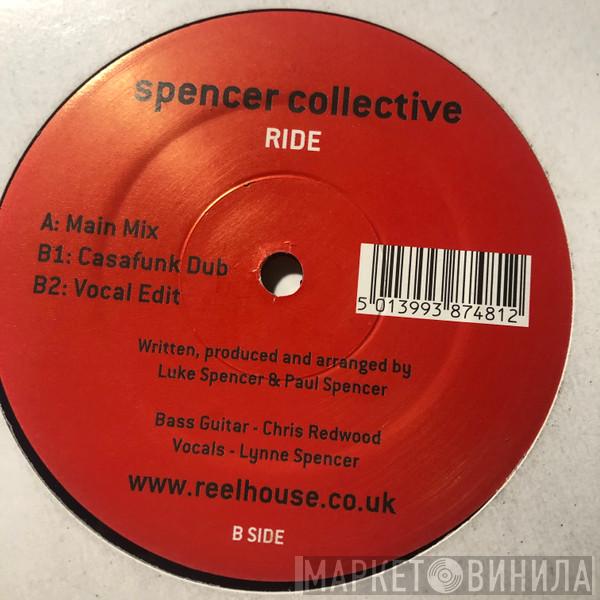 spencer collective
RIDE
A: Main Mix
B1: Casafunk Dub
B2: Vocal Edit
5 013993 874812
Written, produced and arranged by
Luke Spencer & Paul Spencer
Bass Guitar - Chris Redwood
Vocals - Lynne Spencer
www.reelhouse.co.uk
B SIDE
МАРКЕТ ВИНИЛА